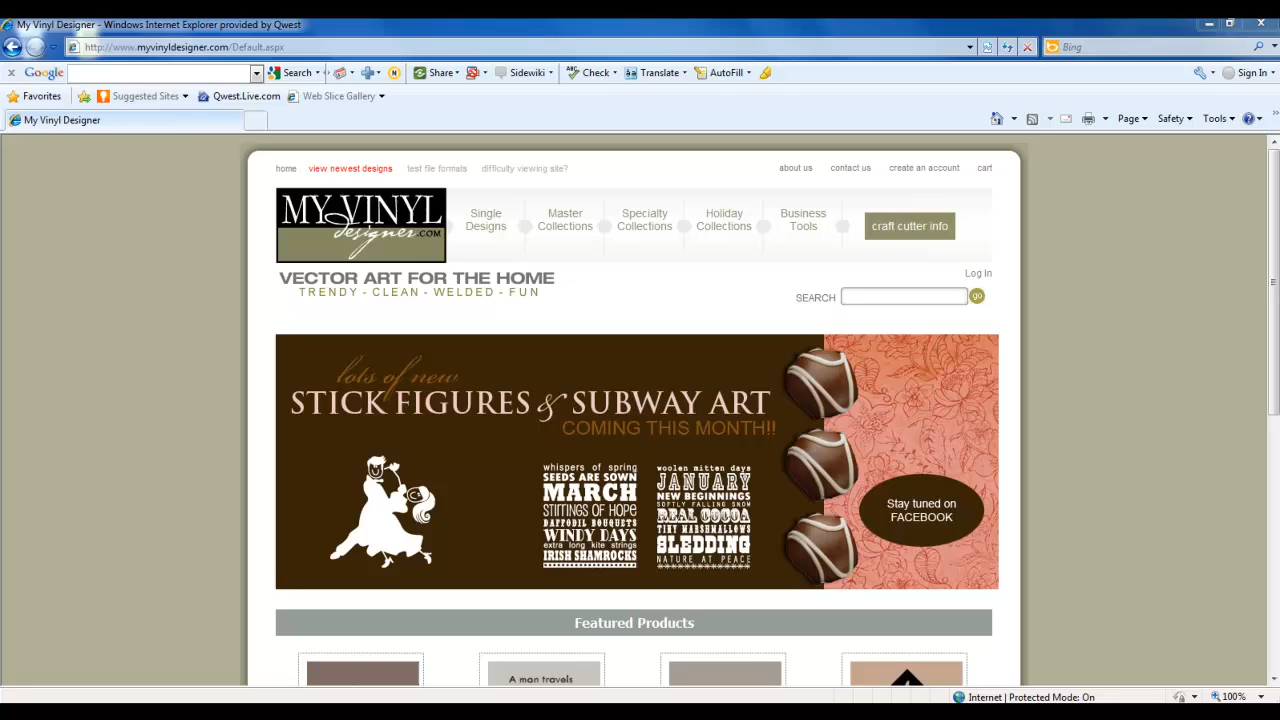 My Vinyl Designer - Windows Internet Explorer provided by Qwest
http://www.myvinyldesigner.com/Default.aspx
Bing
Google
Search
Share
Sidewiki
Check
Translate
AutoFill
Sign In
Favorites
Suggested Sites
Qwest.Live.com
Web Slice Gallery
My Vinyl Designer
Page
Safety
Tools
home
view newest designs
test file formats
difficulty viewing site?
about us
contact us
create an account
cart
MY VINYL
designer.COM
Single
Designs
Master
Collections
Specialty
Collections
Holiday
Collections
Business
Tools
craft cutter info
VECTOR ART FOR THE HOME
TRENDY - CLEAN - WELDED - FUN
Log In
SEARCH
go
lots of new
STICK FIGURES & SUBWAY ART
COMING THIS MONTH!!
whispers of spring
SEEDS ARE SOWN
MARCH
STIRRINGS OF HOPE
DAFFODIL BOUQUETS
WINDY DAYS
extra long kite strings
IRISH SHAMROCKS
woolen mitten days
JANUARY
NEW BEGINNINGS
SOFTLY FALLING SNOW
REAL COCOA
TINY MARSHMALLOWS
SLEDDING
NATURE AT PEACE
Stay tuned on
FACEBOOK
Featured Products
A man travels
Internet | Protected Mode: On
100%